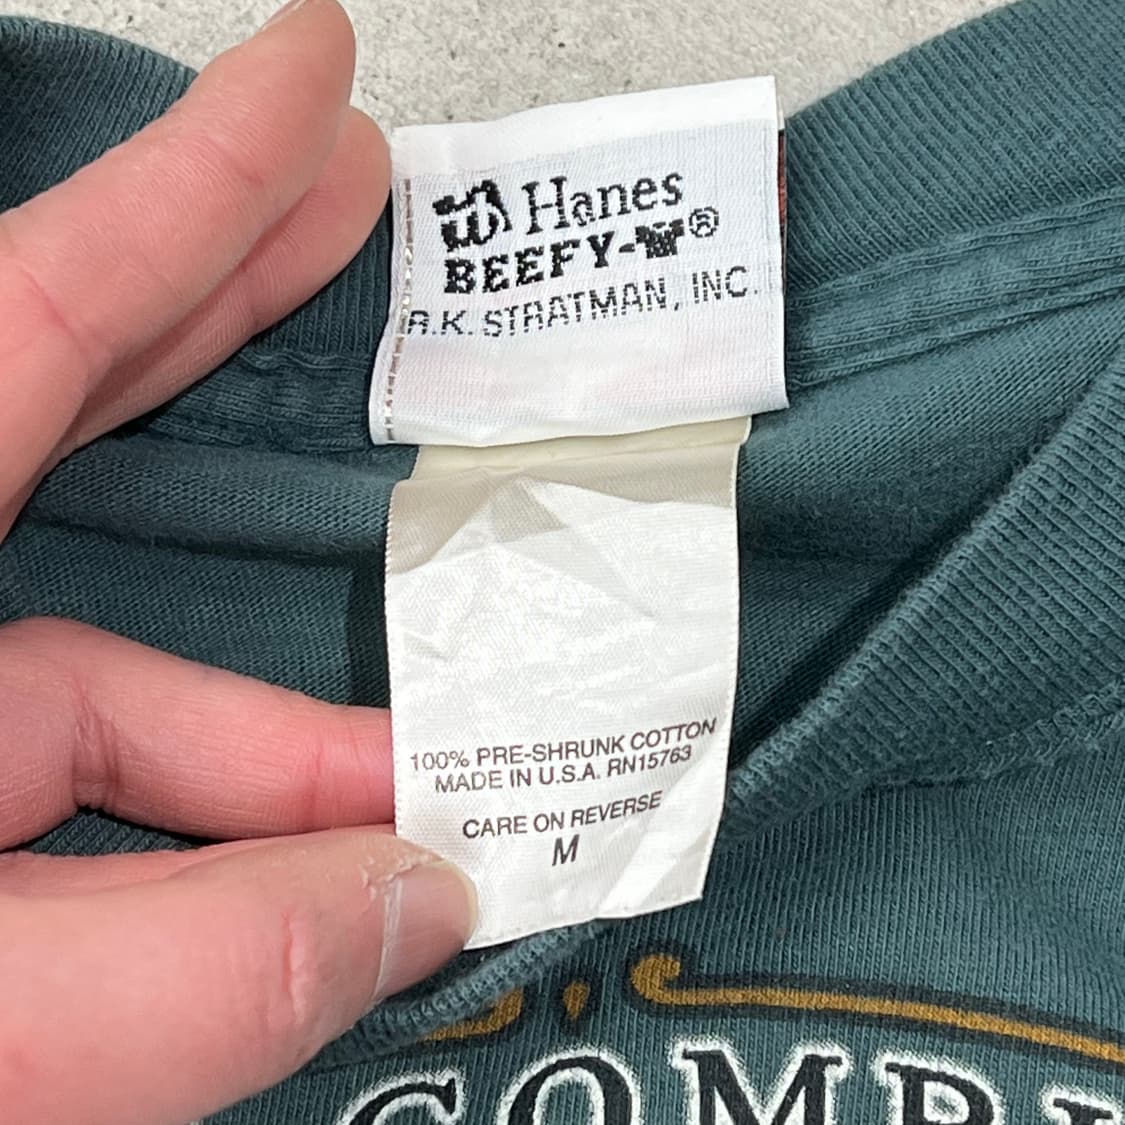 Hanes
BEEFY-T®
R.K. STRATMAN, INC.
100% PRE-SHRUNK COTTON
MADE IN U.S.A. RN15763
CARE ON REVERSE
M